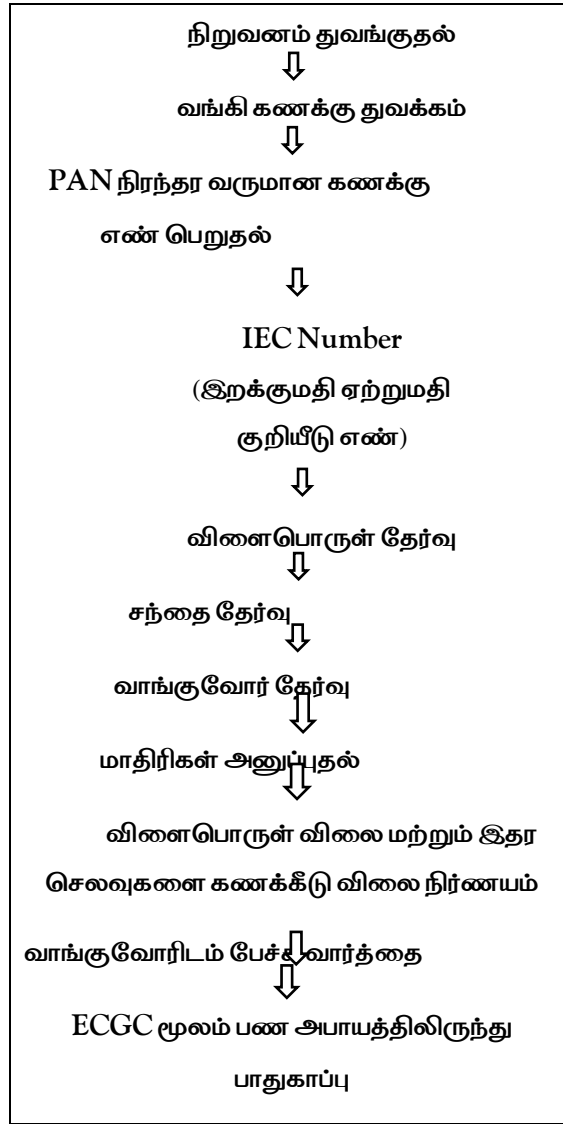 நிறுவனம் துவங்குதல்
வங்கி கணக்கு துவக்கம்
PAN நிரந்தர வருமான கணக்கு
எண் பெறுதல்
IEC Number
(இறக்குமதி ஏற்றுமதி
குறியீடு எண்)
விளைபொருள் தேர்வு
சந்தை தேர்வு
வாங்குவோர் தேர்வு
மாதிரிகள் அனுப்புதல்
விளைபொருள் விலை மற்றும் இதர
செலவுகளை கணக்கீடு விலை நிர்ணயம்
வாங்குவோரிடம் பேச்சு வார்த்தை
ECGC மூலம் பண அபாயத்திலிருந்து
பாதுகாப்பு